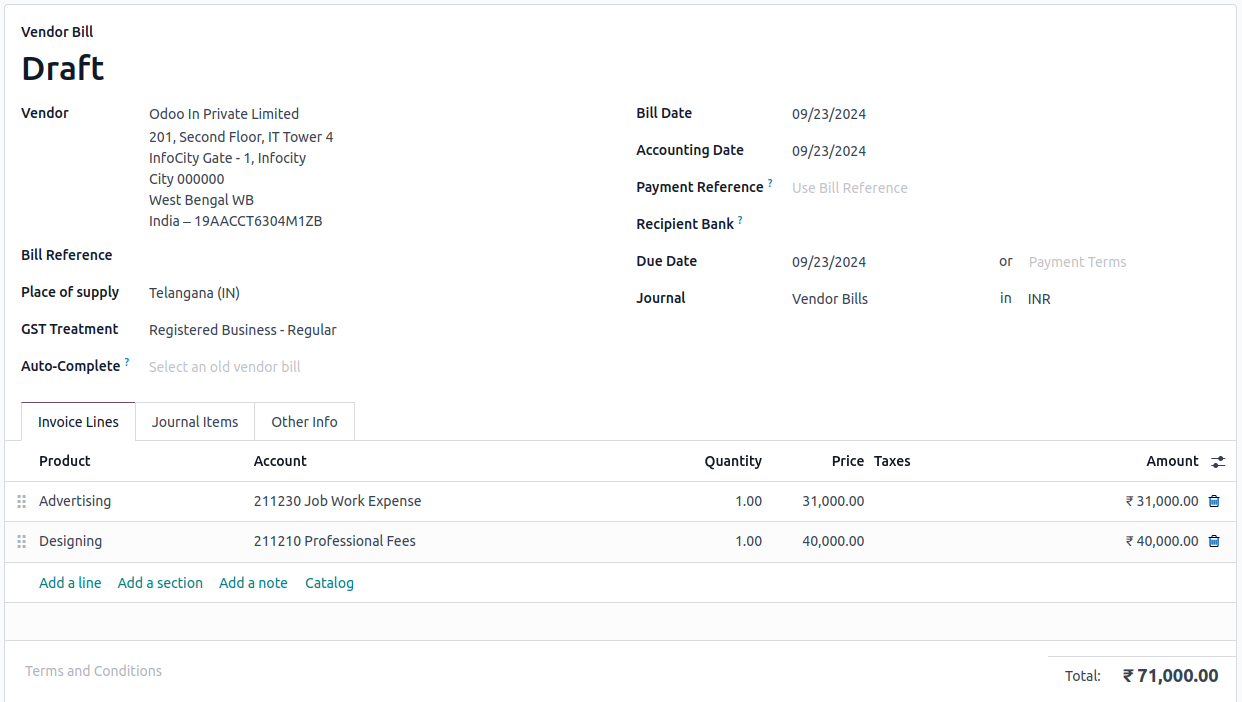 Vendor Bill
Draft
Vendor
Odoo In Private Limited
201, Second Floor, IT Tower 4
InfoCity Gate - 1, Infocity
City 000000
West Bengal WB
India – 19AACCT6304M1ZB
Bill Reference
Place of supply Telangana (IN)
GST Treatment Registered Business - Regular
Auto-Complete ? Select an old vendor bill
Bill Date 09/23/2024
Accounting Date 09/23/2024
Payment Reference ? Use Bill Reference
Recipient Bank ?
Due Date 09/23/2024 or Payment Terms
Journal Vendor Bills in INR
Invoice Lines Journal Items Other Info
Product Account Quantity Price Taxes Amount
Advertising 211230 Job Work Expense 1.00 31,000.00 ₹ 31,000.00
Designing 211210 Professional Fees 1.00 40,000.00 ₹ 40,000.00
Add a line Add a section Add a note Catalog
Terms and Conditions
Total: ₹ 71,000.00